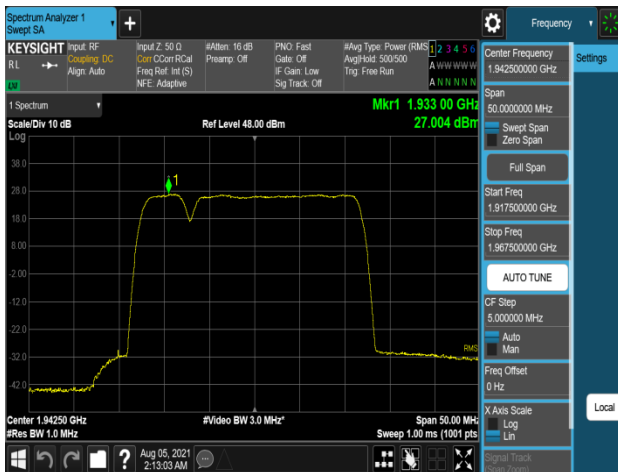 Spectrum Analyzer 1
Swept SA
+
Frequency
KEYSIGHT
RL
Input: RF
Coupling: DC
Align: Auto
Input Z: 50 Ω
Corr CCorr RCal
Freq Ref: Int (S)
NFE: Adaptive
#Atten: 16 dB
Preamp: Off
PNO: Fast
Gate: Off
IF Gain: Low
Sig Track: Off
#Avg Type: Power (RMS
Avg|Hold: 500/500
Trig: Free Run
1 2 3 4 5 6
A W W W W W
A N N N N N
1 Spectrum
Scale/Div 10 dB
Ref Level 48.00 dBm
Mkr1 1.933 00 GHz
27.004 dBm
Log
38.0
28.0
18.0
8.00
-2.00
-12.0
-22.0
-32.0
-42.0
1
RMS
Center 1.94250 GHz
#Res BW 1.0 MHz
#Video BW 3.0 MHz*
Span 50.00 MHz
Sweep 1.00 ms (1001 pts
?
Aug 05, 2021
2:13:03 AM
Center Frequency
1.942500000 GHz
Span
50.0000000 MHz
Swept Span
Zero Span
Full Span
Start Freq
1.917500000 GHz
Stop Freq
1.967500000 GHz
AUTO TUNE
CF Step
5.000000 MHz
Auto
Man
Freq Offset
0 Hz
X Axis Scale
Log
Lin
Signal Track
(Span Zoom)
Settings
Local